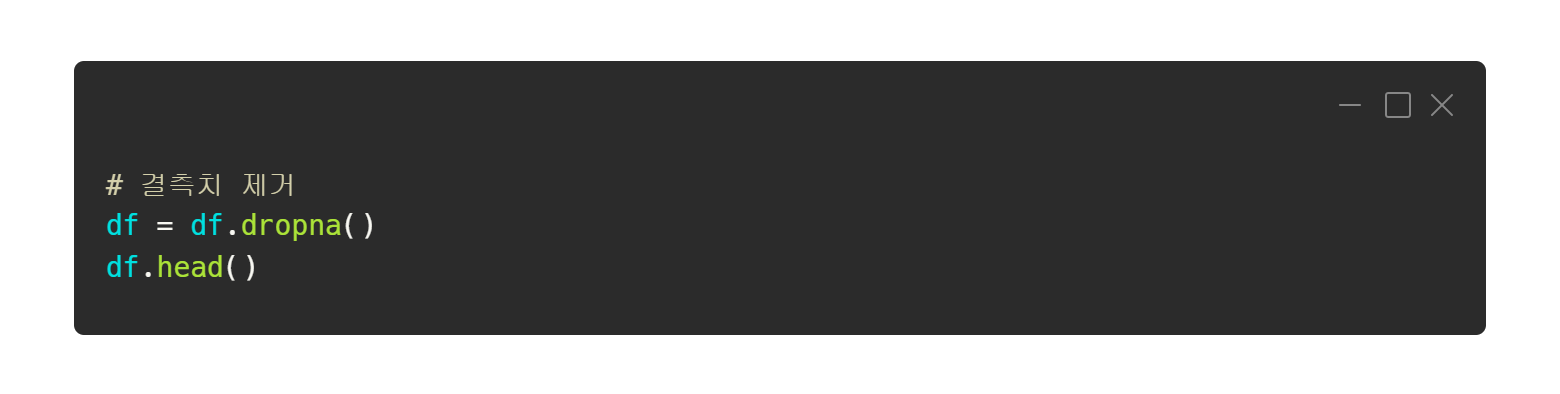 # 결측치 제거
df = df.dropna()
df.head()